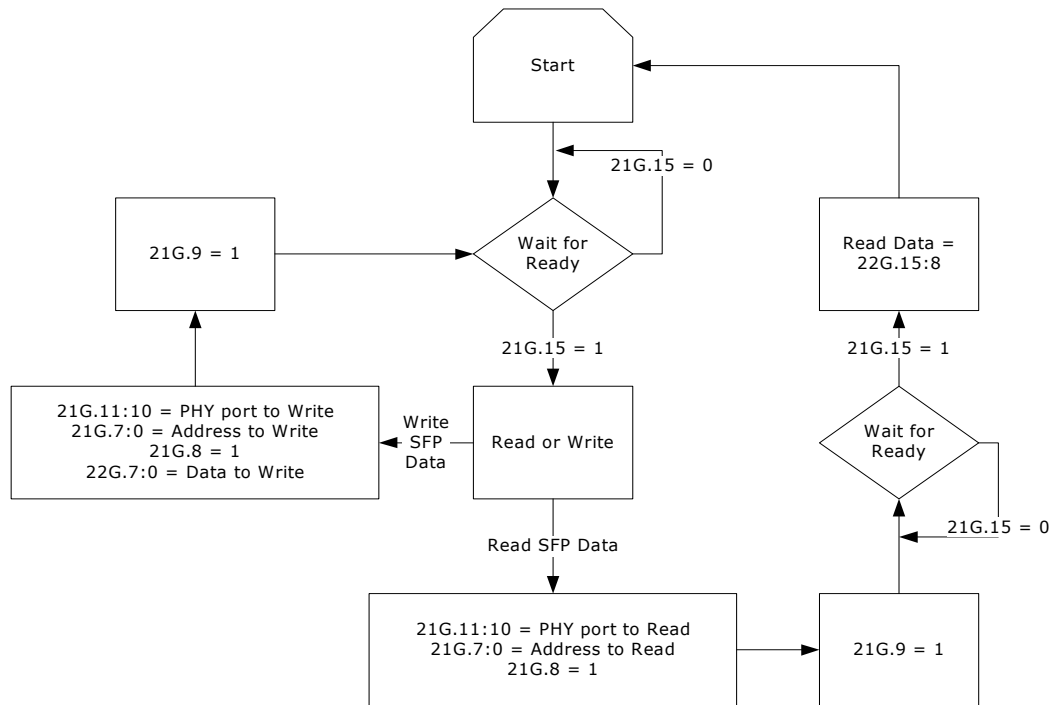 Start
21G.15 = 0
21G.9 = 1
Wait for
Ready
Read Data =
22G.15:8
21G.15 = 1
21G.15 = 1
21G.11:10 = PHY port to Write
21G.7:0 = Address to Write
21G.8 = 1
22G.7:0 = Data to Write
Write
SFP
Data
Read or Write
Wait for
Ready
21G.15 = 0
Read SFP Data
21G.11:10 = PHY port to Read
21G.7:0 = Address to Read
21G.8 = 1
21G.9 = 1